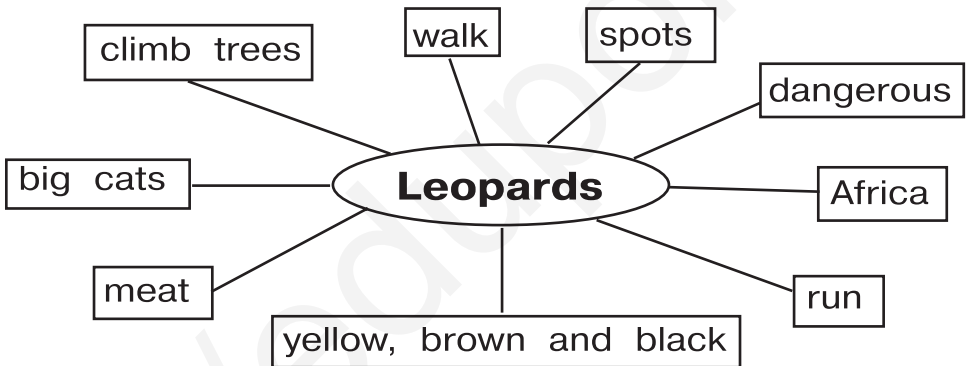 climb trees
walk
spots
dangerous
big cats
Leopards
Africa
meat
run
yellow, brown and black